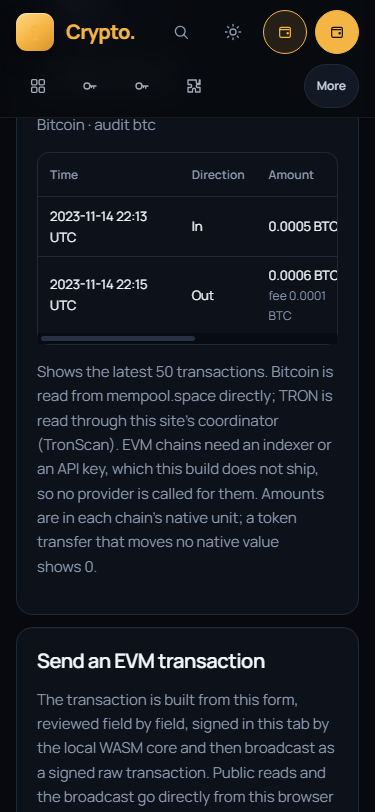 Crypto.
More
Bitcoin · audit btc
Time Direction Amount
2023-11-14 22:13
UTC
In
0.0005 BTC
2023-11-14 22:15
UTC
Out
0.0006 BTC
fee 0.0001
BTC
Shows the latest 50 transactions. Bitcoin is
read from mempool.space directly; TRON is
read through this site's coordinator
(TronScan). EVM chains need an indexer or
an API key, which this build does not ship,
so no provider is called for them. Amounts
are in each chain's native unit; a token
transfer that moves no native value
shows 0.
Send an EVM transaction
The transaction is built from this form,
reviewed field by field, signed in this tab by
the local WASM core and then broadcast as
a signed raw transaction. Public reads and
the broadcast go directly from this browser